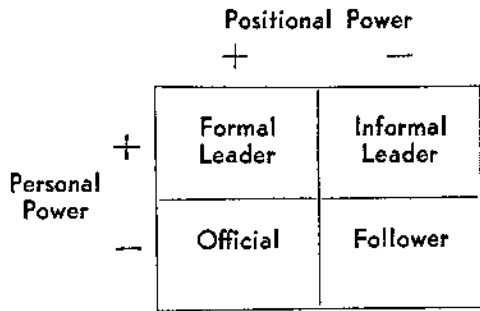 Positional Power
+ −
+ Formal Informal
Leader Leader
Personal
Power
− Official Follower